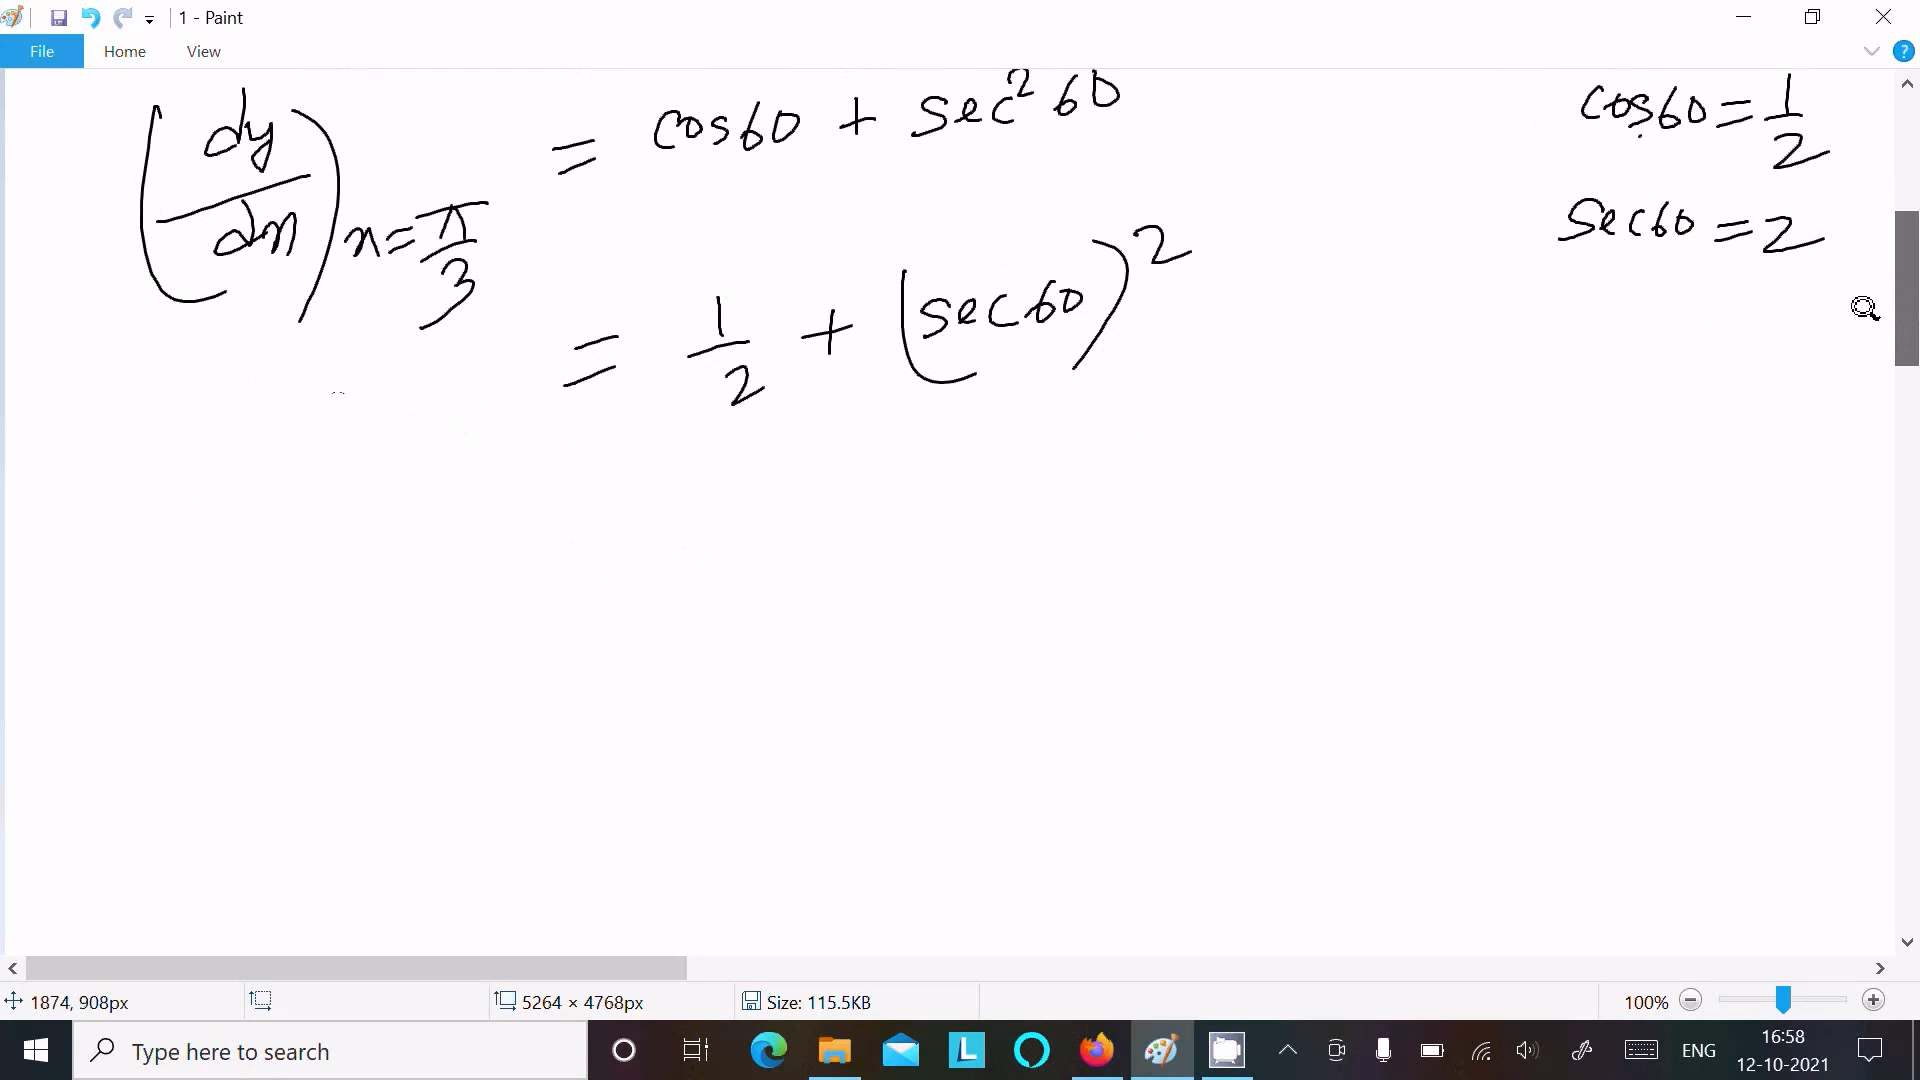 1 - Paint
File Home View
(dy/dx)x=π/3 = cos60 + sec²60
= 1/2 + (sec60)²
cos60 = 1/2
sec60 = 2
1874, 908px 5264 × 4768px Size: 115.5KB 100%
Type here to search L ENG 16:58
12-10-2021